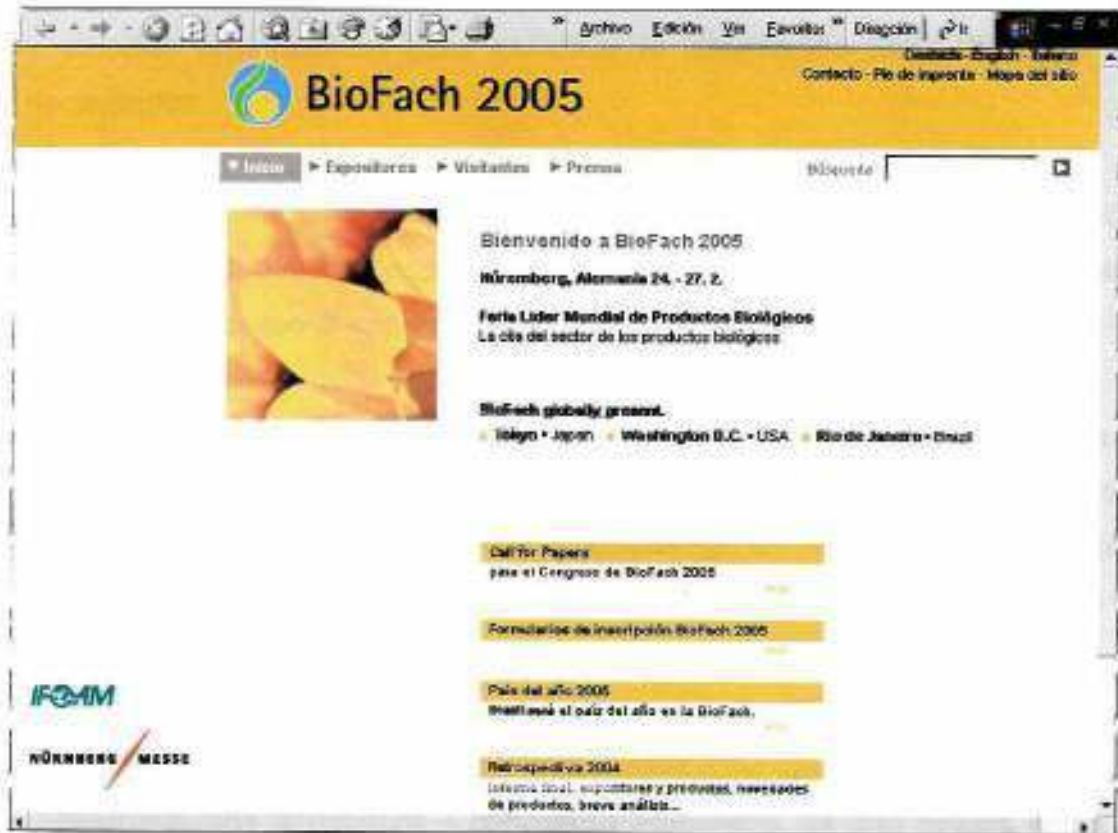 Archivo Edición Ver Favoritos » Dirección Ir
Deutsch - English - Italiano
Contacto - Pie de imprenta - Mapa del sitio
BioFach 2005
Inicio Expositores Visitantes Prensa Búsqueda
Bienvenido a BioFach 2005
Núremberg, Alemania 24. - 27. 2.
Feria Líder Mundial de Productos Biológicos
La cita del sector de los productos biológicos
BioFach globally present.
Tokyo • Japan Washington D.C. • USA Rio de Janeiro • Brazil
Call for Papers
para el Congreso de BioFach 2005
Formularios de inscripción BioFach 2005
País del año 2005
el país del año en la BioFach.
Retrospectiva 2004
Informe final, expositores y productos, novedades
de productos, breve análisis...
IFOAM
NÜRNBERG MESSE